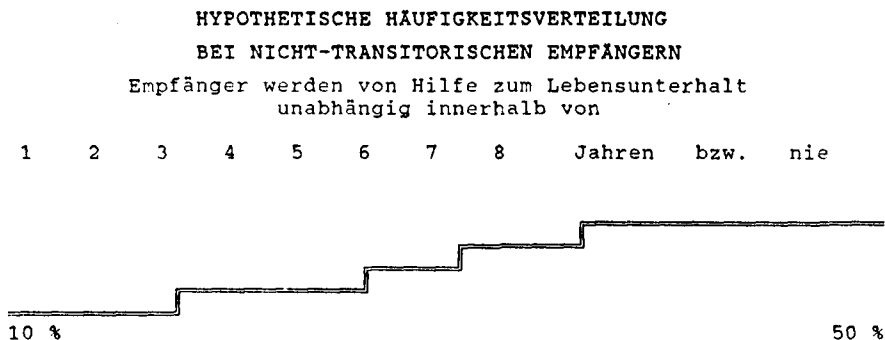 HYPOTHETISCHE HÄUFIGKEITSVERTEILUNG
BEI NICHT-TRANSITORISCHEN EMPFÄNGERN
Empfänger werden von Hilfe zum Lebensunterhalt
unabhängig innerhalb von
1 2 3 4 5 6 7 8 Jahren bzw. nie
10 % 50 %